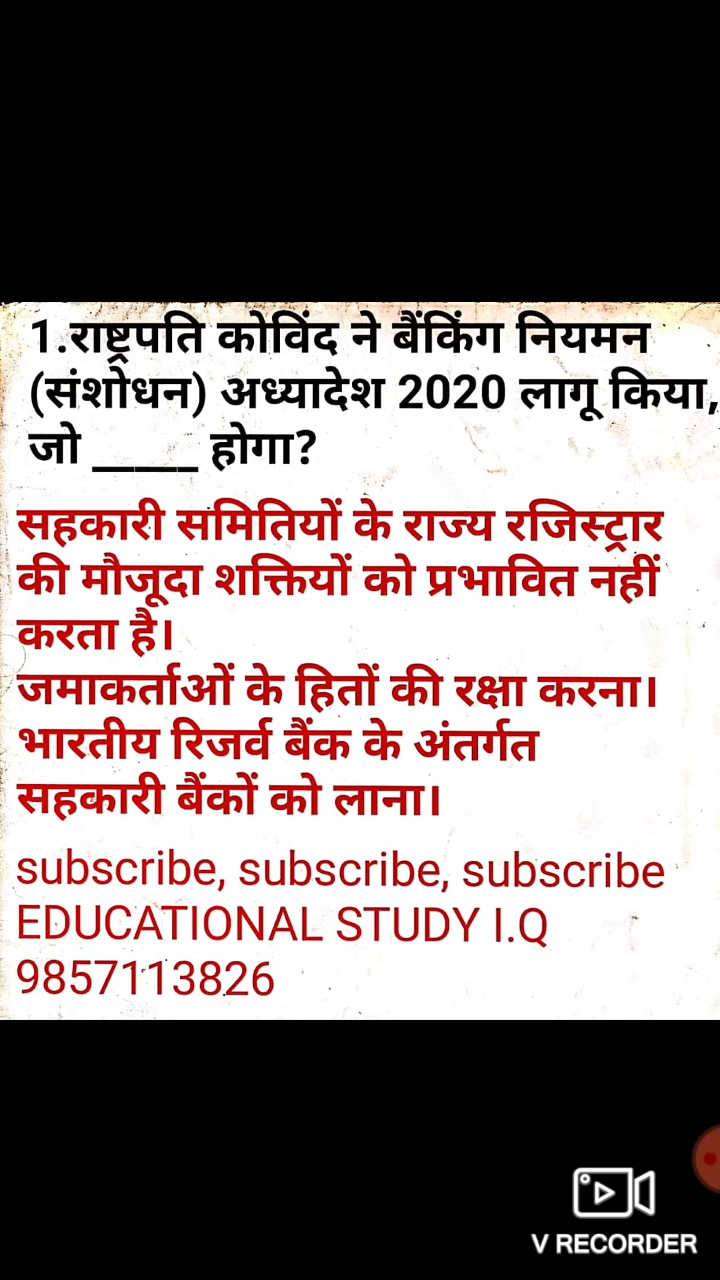 1.राष्ट्रपति कोविंद ने बैंकिंग नियमन
(संशोधन) अध्यादेश 2020 लागू किया,
जो _____ होगा?
सहकारी समितियों के राज्य रजिस्ट्रार
की मौजूदा शक्तियों को प्रभावित नहीं
करता है।
जमाकर्ताओं के हितों की रक्षा करना।
भारतीय रिजर्व बैंक के अंतर्गत
सहकारी बैंकों को लाना।
subscribe, subscribe, subscribe
EDUCATIONAL STUDY I.Q
9857113826
V RECORDER